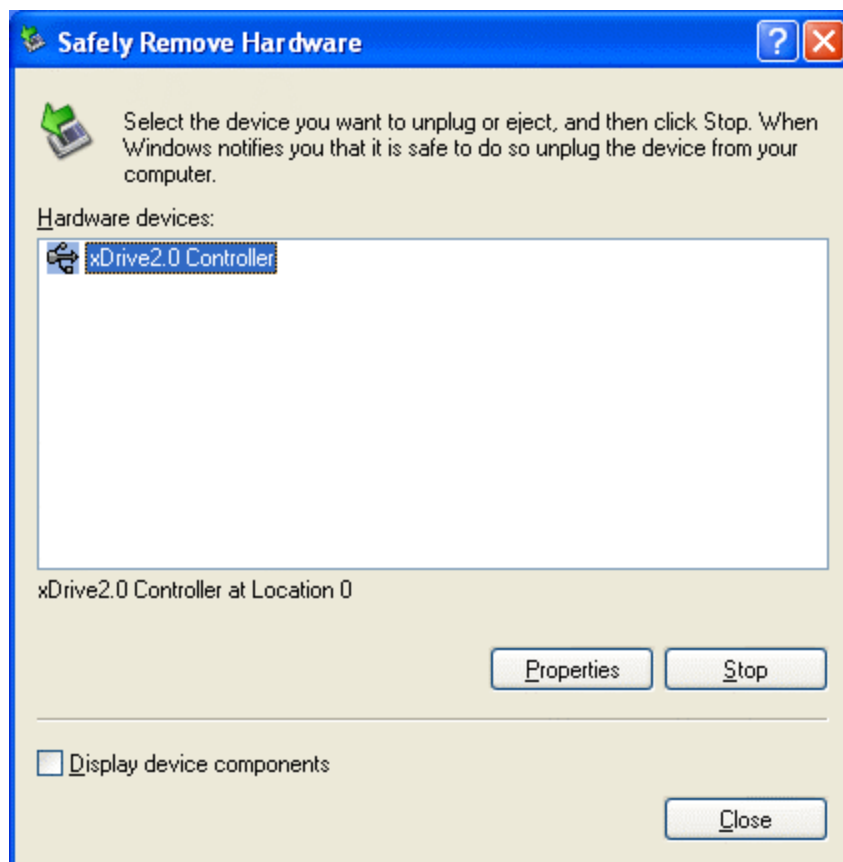 Safely Remove Hardware
Select the device you want to unplug or eject, and then click Stop. When
Windows notifies you that it is safe to do so unplug the device from your
computer.
Hardware devices:
xDrive2.0 Controller
xDrive2.0 Controller at Location 0
Properties Stop
Display device components
Close